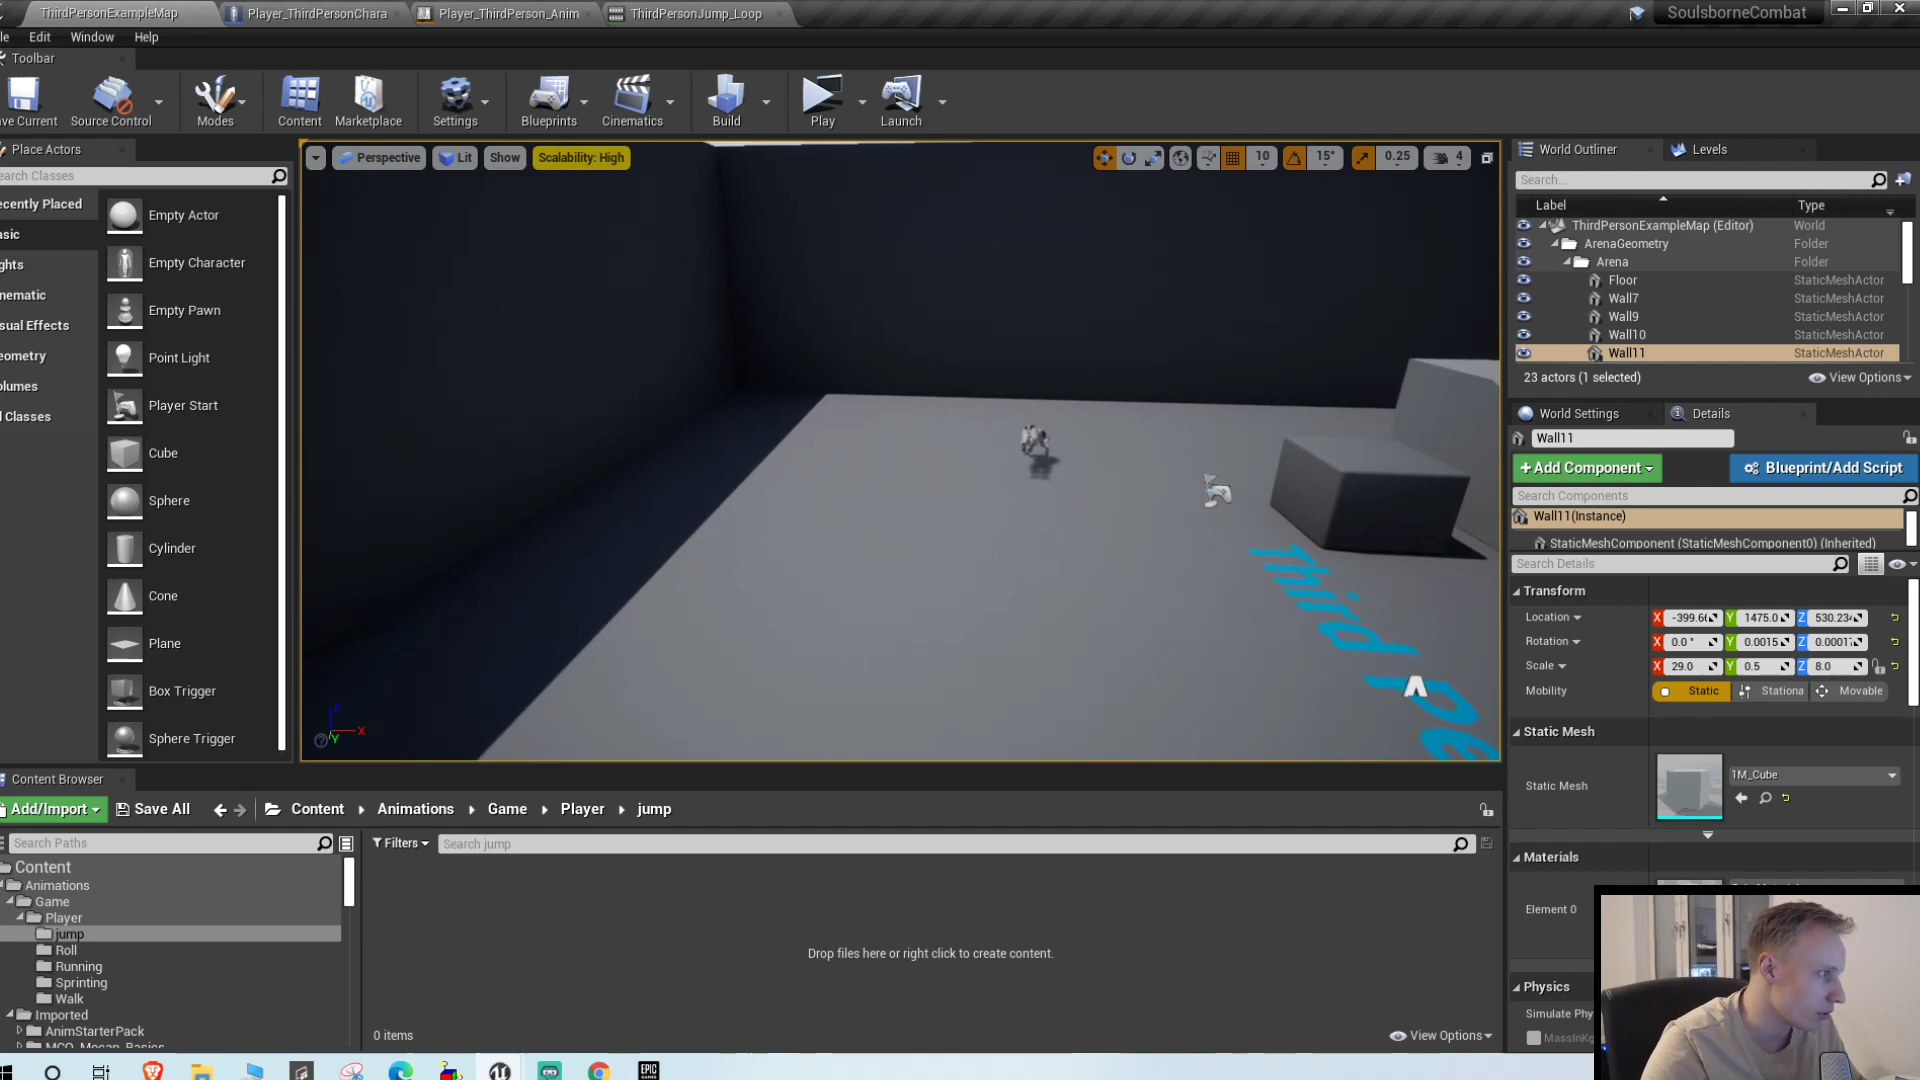 ThirdPersonExampleMap
Player_ThirdPersonChara
Player_ThirdPerson_Anim
ThirdPersonJump_Loop
SoulsborneCombat
le Edit Window Help
Toolbar
ave Current
Source Control
Modes
Content
Marketplace
Settings
Blueprints
Cinematics
Build
Play
Launch
Place Actors
earch Classes
ecently Placed
asic
ghts
nematic
sual Effects
eometry
olumes
l Classes
Empty Actor
Empty Character
Empty Pawn
Point Light
Player Start
Cube
Sphere
Cylinder
Cone
Plane
Box Trigger
Sphere Trigger
Perspective
Lit
Show
Scalability: High
10
15°
0.25
4
Third Pe
X
Y
World Outliner
Levels
Search...
Label Type
ThirdPersonExampleMap (Editor) World
ArenaGeometry Folder
Arena Folder
Floor StaticMeshActor
Wall7 StaticMeshActor
Wall9 StaticMeshActor
Wall10 StaticMeshActor
Wall11 StaticMeshActor
23 actors (1 selected)
View Options
World Settings
Details
Wall11
+Add Component
Blueprint/Add Script
Search Components
Wall11(Instance)
StaticMeshComponent (StaticMeshComponent0) (Inherited)
Search Details
Transform
Location X -399.6 Y 1475.0 Z 530.23
Rotation X 0.0 ° Y 0.0015 Z 0.0001
Scale X 29.0 Y 0.5 Z 8.0
Mobility Static Stationa Movable
Static Mesh
Static Mesh
1M_Cube
Materials
Element 0
Physics
Simulate Phy
MassInKg
Content Browser
Add/Import
Save All
Content Animations Game Player jump
Search Paths
Filters
Search jump
Content
Animations
Game
Player
jump
Roll
Running
Sprinting
Walk
Imported
AnimStarterPack
MCO_Mocap_Basics
Drop files here or right click to create content.
0 items
View Options
EPIC